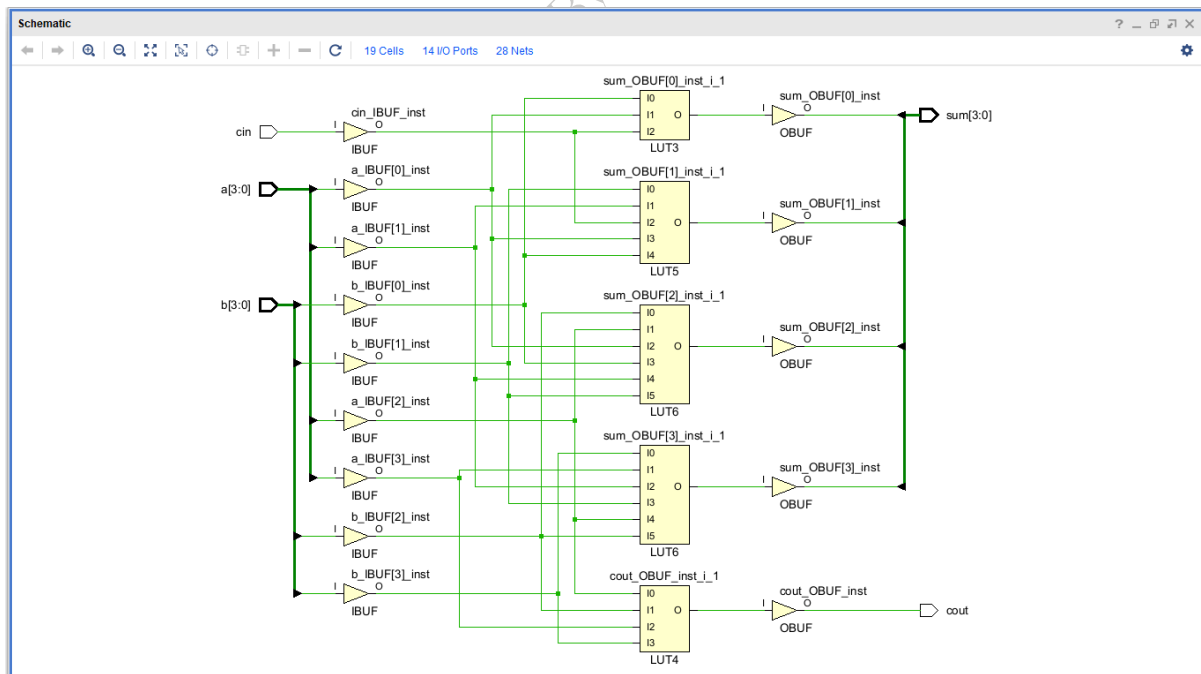 Schematic
19 Cells 14 I/O Ports 28 Nets
cin
a[3:0]
b[3:0]
cin_IBUF_inst
I O
IBUF
a_IBUF[0]_inst
I O
IBUF
a_IBUF[1]_inst
I O
IBUF
b_IBUF[0]_inst
I O
IBUF
b_IBUF[1]_inst
I O
IBUF
a_IBUF[2]_inst
I O
IBUF
a_IBUF[3]_inst
I O
IBUF
b_IBUF[2]_inst
I O
IBUF
b_IBUF[3]_inst
I O
IBUF
sum_OBUF[0]_inst_i_1
I0
I1 O
I2
LUT3
sum_OBUF[1]_inst_i_1
I0
I1
I2 O
I3
I4
LUT5
sum_OBUF[2]_inst_i_1
I0
I1
I2 O
I3
I4
I5
LUT6
sum_OBUF[3]_inst_i_1
I0
I1
I2 O
I3
I4
I5
LUT6
cout_OBUF_inst_i_1
I0
I1 O
I2
I3
LUT4
sum_OBUF[0]_inst
I O
OBUF
sum_OBUF[1]_inst
I O
OBUF
sum_OBUF[2]_inst
I O
OBUF
sum_OBUF[3]_inst
I O
OBUF
cout_OBUF_inst
I O
OBUF
sum[3:0]
cout